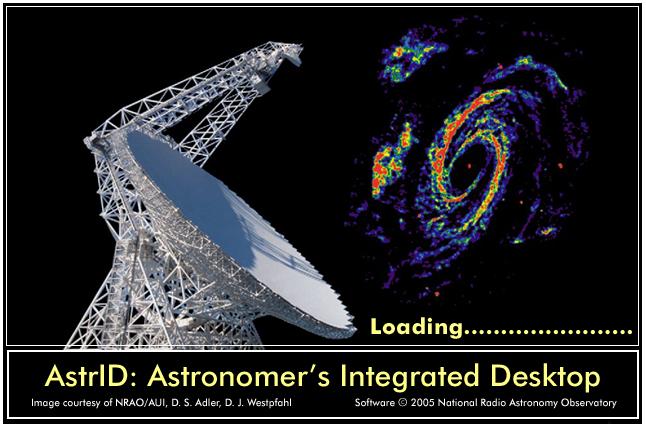 Loading.......................
AstrID: Astronomer's Integrated Desktop
Image courtesy of NRAO/AUI, D. S. Adler, D. J. Westpfahl
Software © 2005 National Radio Astronomy Observatory